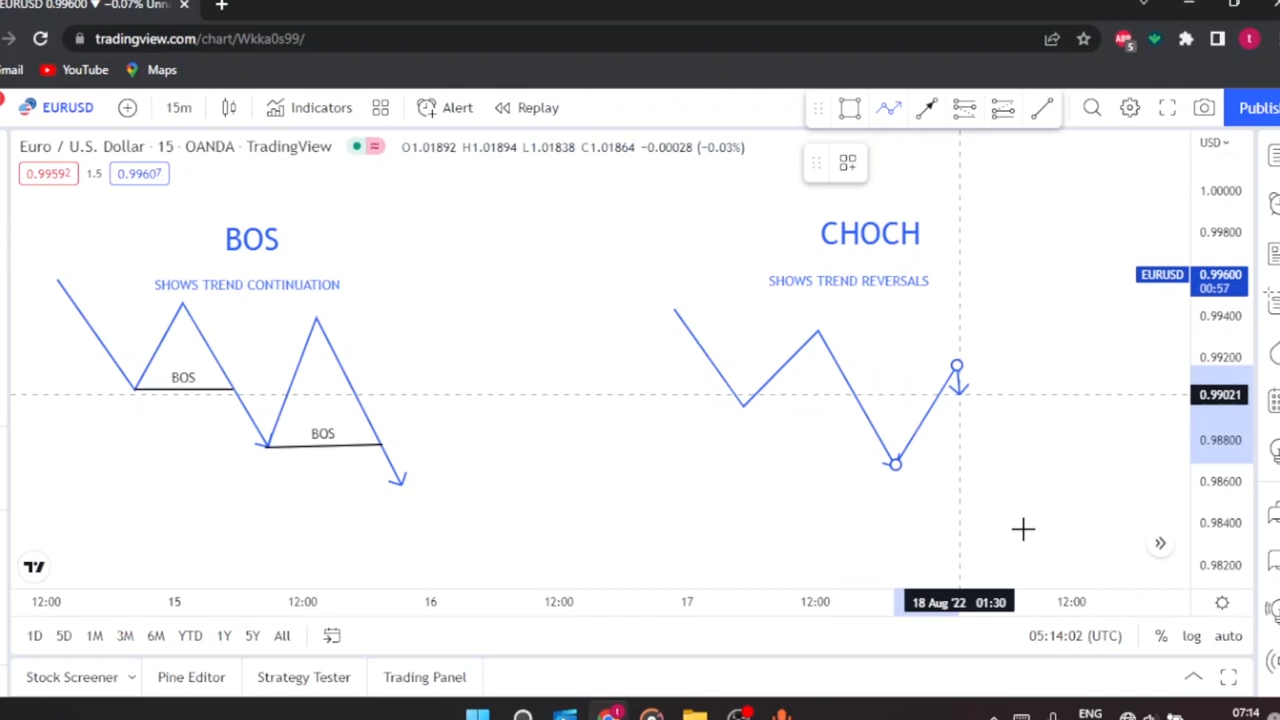 EURUSD 0.99600 ▼ −0.07% Unna
tradingview.com/chart/Wkka0s99/
ABP
5
t
mail
YouTube
Maps
EURUSD
15m
Indicators
Alert
Replay
Publis
Euro / U.S. Dollar · 15 · OANDA · TradingView
O1.01892 H1.01894 L1.01838 C1.01864 −0.00028 (−0.03%)
USD
0.99592
1.5
0.99607
1.00000
BOS
CHOCH
0.99800
SHOWS TREND CONTINUATION
SHOWS TREND REVERSALS
EURUSD
0.99600
00:57
0.99400
0.99200
BOS
0.99021
BOS
0.98800
0.98600
0.98400
0.98200
12:00
15
12:00
16
12:00
17
12:00
18 Aug '22 01:30
12:00
1D 5D 1M 3M 6M YTD 1Y 5Y All
05:14:02 (UTC)
% log auto
Stock Screener
Pine Editor
Strategy Tester
Trading Panel
ENG
07:14